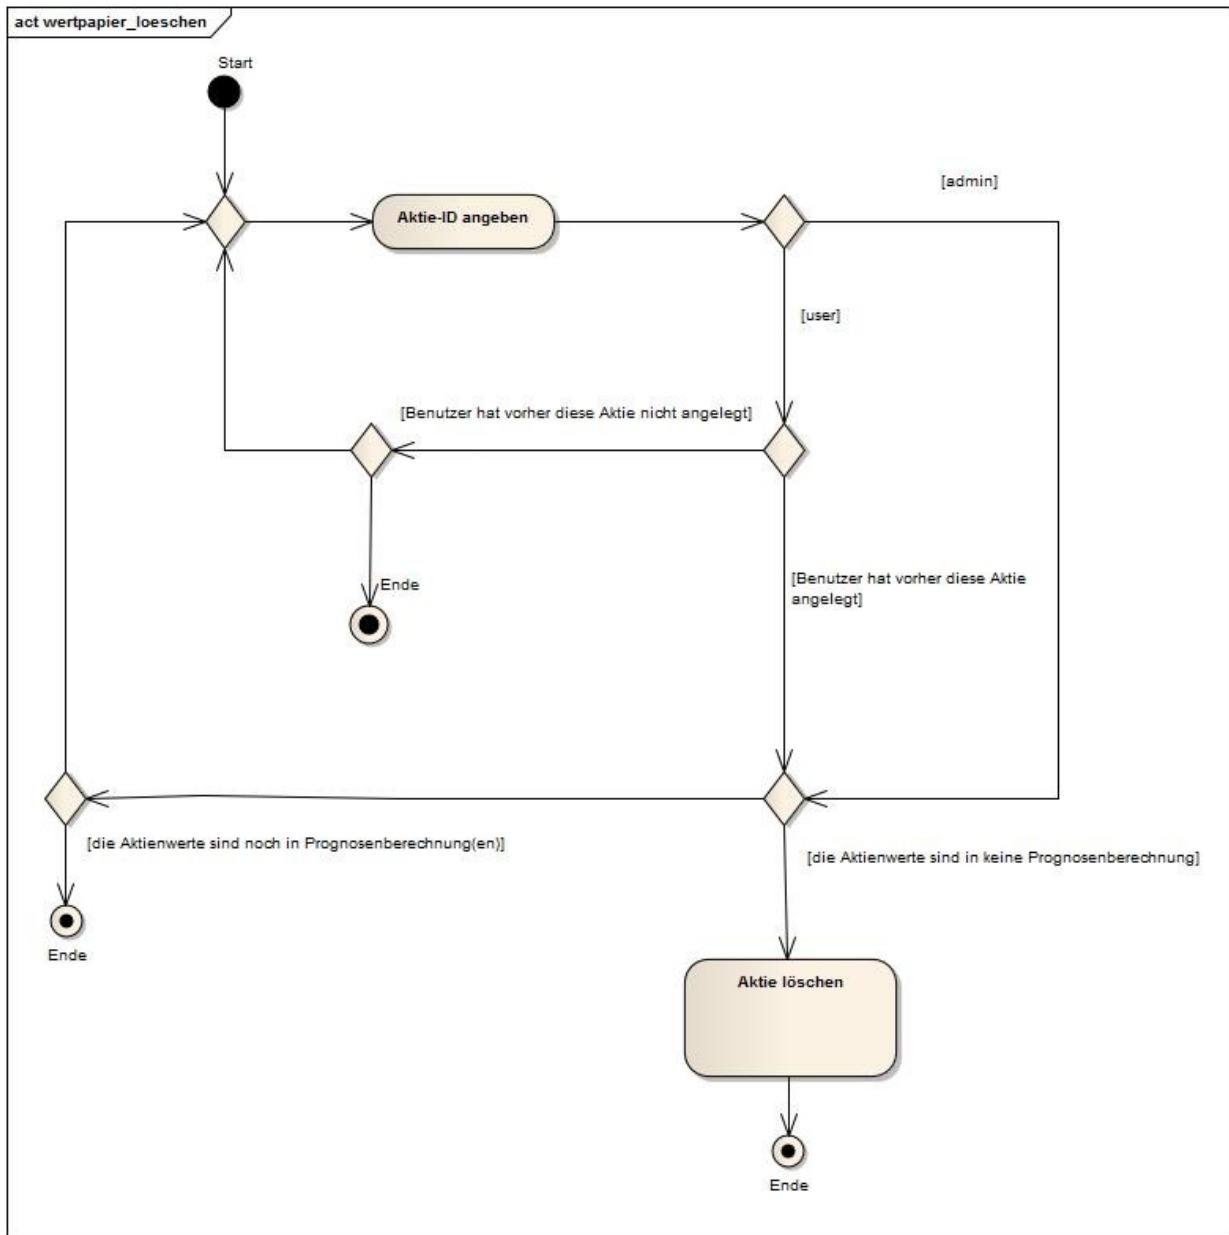 act wertpapier_loeschen
Start
[admin]
Aktie-ID angeben
[user]
[Benutzer hat vorher diese Aktie nicht angelegt]
[Benutzer hat vorher diese Aktie
angelegt]
Ende
[die Aktienwerte sind noch in Prognosenberechnung(en)]
[die Aktienwerte sind in keine Prognosenberechnung]
Ende
Aktie löschen
Ende